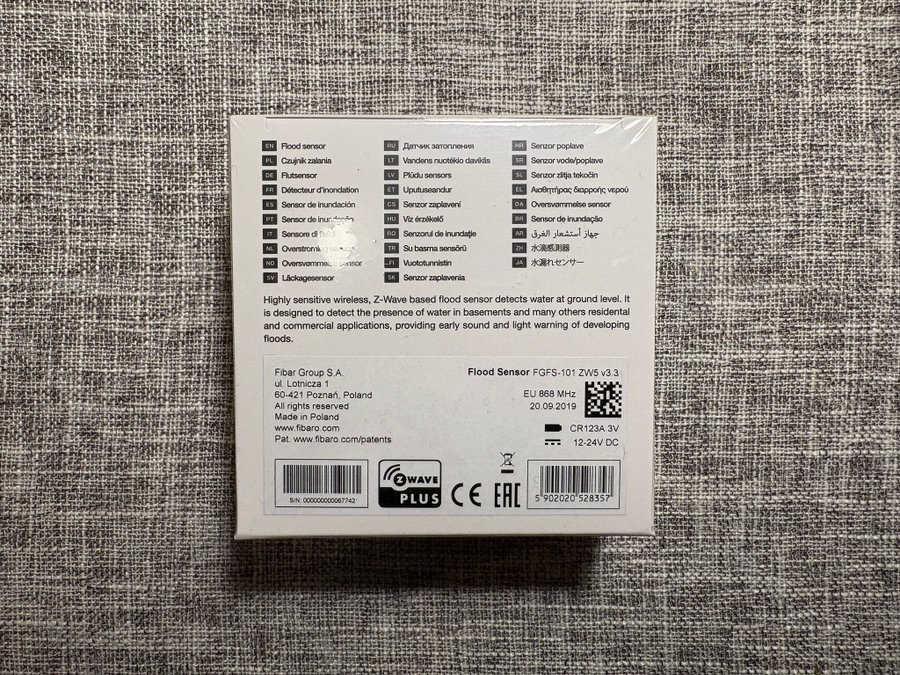 EN Flood sensor
PL Czujnik zalania
DE Flutsensor
FR Détecteur d'inondation
ES Sensor de inundación
PT Sensor de inundação
IT Sensore di
NL Overstroming
ND Oversvømmelse sensor
SV Läckagesensor
RU Датчик затопления
LT Vandens nuotėkio daviklis
LV Plūdu sensors
ET Uputuseandur
CS Senzor zaplavení
HU Víz érzékelő
RO Senzorul de inundaţie
TR Su basma sensörü
FI Vuototunnistin
SK Senzor zaplavenia
HR Senzor poplave
SR Senzor vode/poplave
SL Senzor zlitja tekočin
EL Αισθητήρας διαρροής νερού
DA Oversvømmelse sensor
BR Sensor de inundação
AR جهاز أستشعار الغرق
ZH 水滴感測器
JA 水漏れセンサー
Highly sensitive wireless, Z-Wave based flood sensor detects water at ground level. It
is designed to detect the presence of water in basements and many others residential
and commercial applications, providing early sound and light warning of developing
floods.
Fibar Group S.A.
ul. Lotnicza 1
60-421 Poznań, Poland
All rights reserved
Made in Poland
www.fibaro.com
Pat. www.fibaro.com/patents
Flood Sensor FGFS-101 ZW5 v3.3
EU 868 MHz
20.09.2019
CR123A 3V
12-24V DC
S/N: 000000000067742
Z WAVE
PLUS
CE
EAC
5 902020 528357